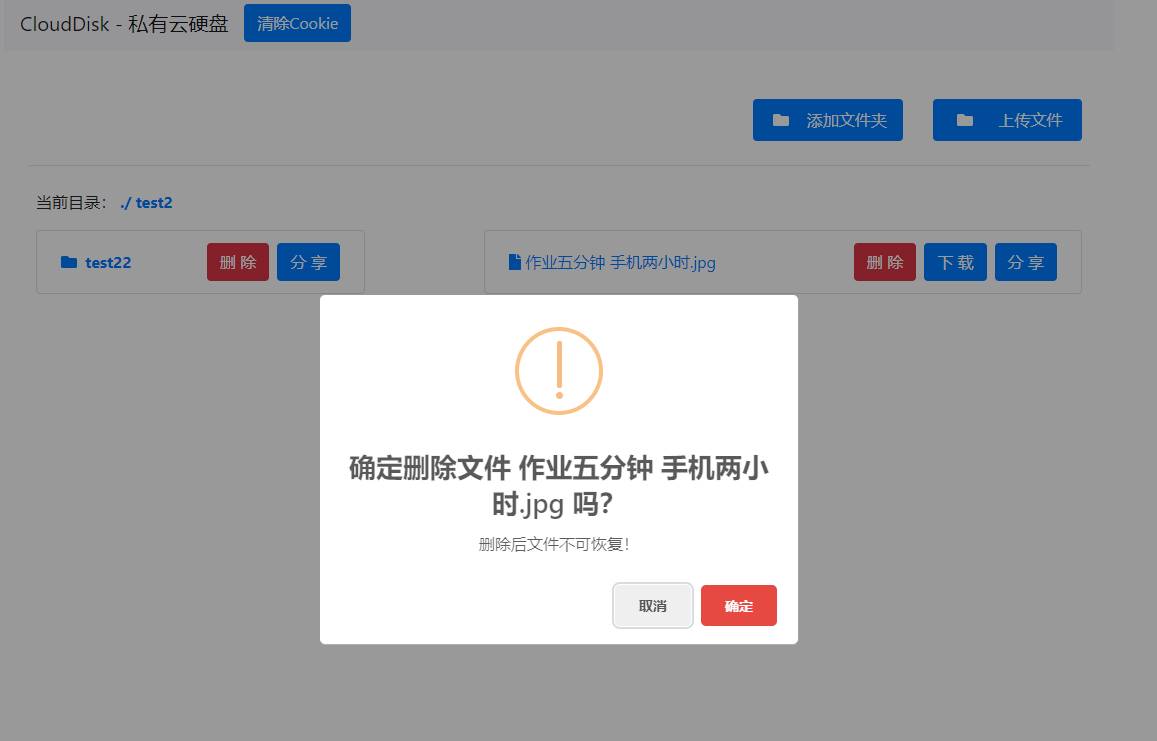 CloudDisk - 私有云硬盘 清除Cookie
添加文件夹 上传文件
当前目录： ./ test2
test22 删 除 分 享 作业五分钟 手机两小时.jpg 删 除 下 载 分 享
确定删除文件 作业五分钟 手机两小
时.jpg 吗？
删除后文件不可恢复！
取消 确定